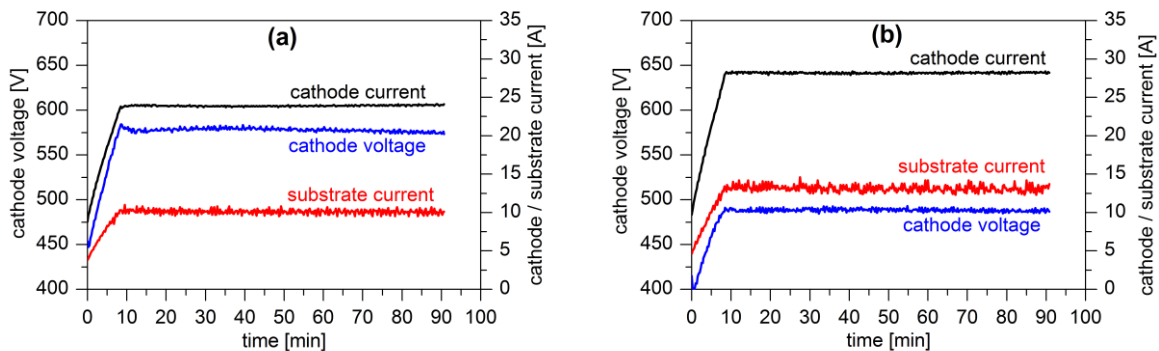 (a)
cathode voltage [V]
700
650
600
550
500
450
400
cathode current
cathode voltage
substrate current
35
30
25
20
15
10
5
0
cathode / substrate current [A]
0 10 20 30 40 50 60 70 80 90 100
time [min]
(b)
cathode voltage [V]
700
650
600
550
500
450
400
cathode current
substrate current
cathode voltage
35
30
25
20
15
10
5
0
cathode / substrate current [A]
0 10 20 30 40 50 60 70 80 90 100
time [min]